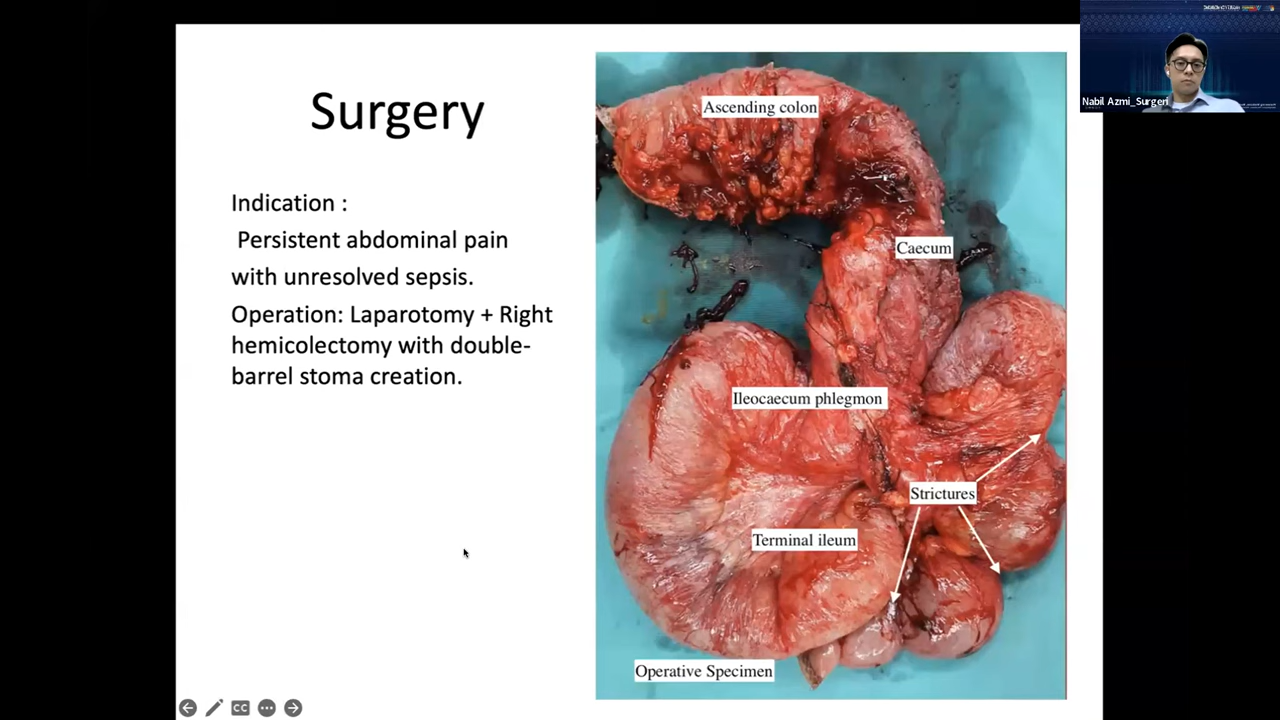 Surgery
Indication :
Persistent abdominal pain
with unresolved sepsis.
Operation: Laparotomy + Right
hemicolectomy with double-
barrel stoma creation.
Ascending colon
Caecum
Ileocaecum phlegmon
Strictures
Terminal ileum
Operative Specimen
Nabil Azmi_Surgeri
CC